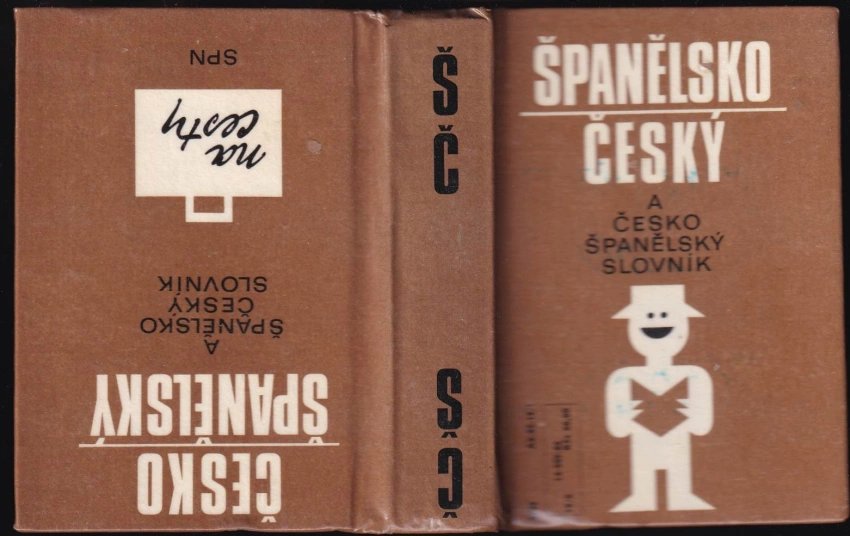 ŠPANĚLSKO
ČESKÝ
A
ČESKO
ŠPANĚLSKÝ
SLOVNÍK
Š Č
Č Š
ČESKO
ŠPANĚLSKÝ
A
ŠPANĚLSKO
ČESKÝ
SLOVNÍK
na
cesty
SPN